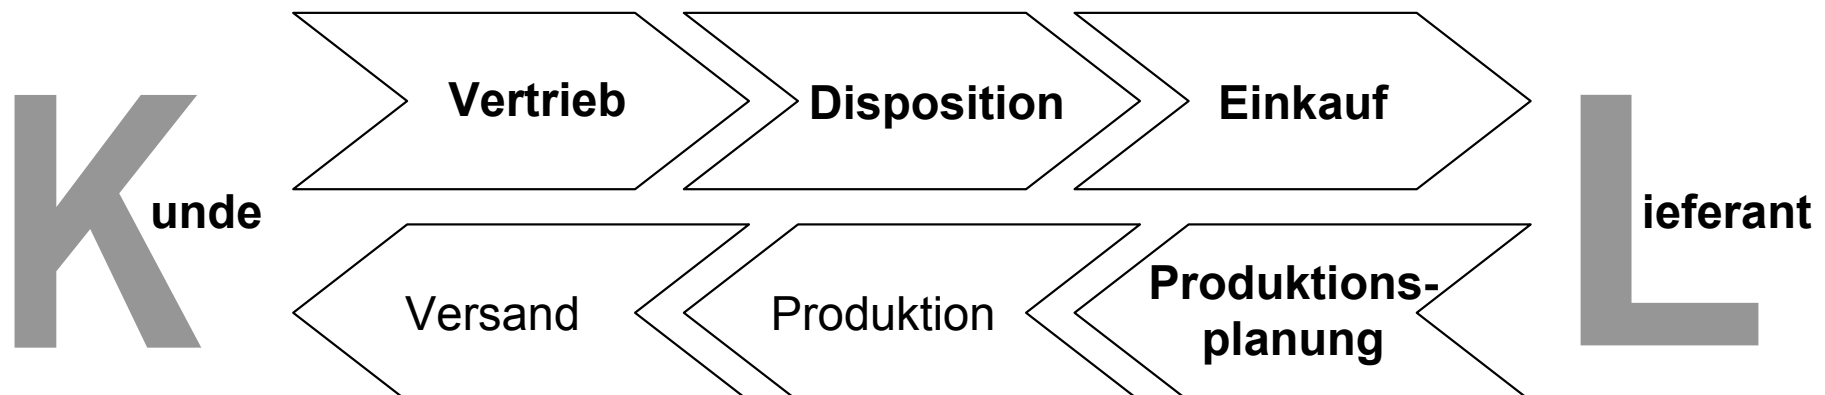 Vertrieb
Disposition
Einkauf
Kunde
Lieferant
Versand
Produktion
Produktions-
planung